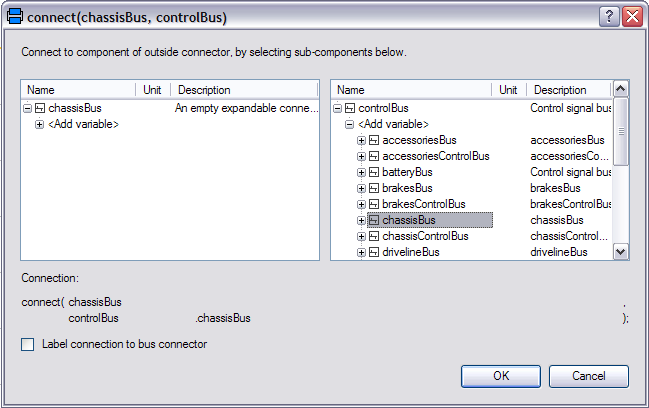 connect(chassisBus, controlBus)
Connect to component of outside connector, by selecting sub-components below.
Name Unit Description
chassisBus An empty expandable conne...
<Add variable>
Name Unit Description
controlBus Control signal bus
<Add variable>
accessoriesBus accessoriesBus
accessoriesControlBus accessoriesCo...
batteryBus Control signal bus
brakesBus brakesBus
brakesControlBus brakesControlBus
chassisBus chassisBus
chassisControlBus chassisControl...
drivelineBus drivelineBus
Connection:
connect( chassisBus ,
controlBus .chassisBus );
Label connection to bus connector
OK Cancel